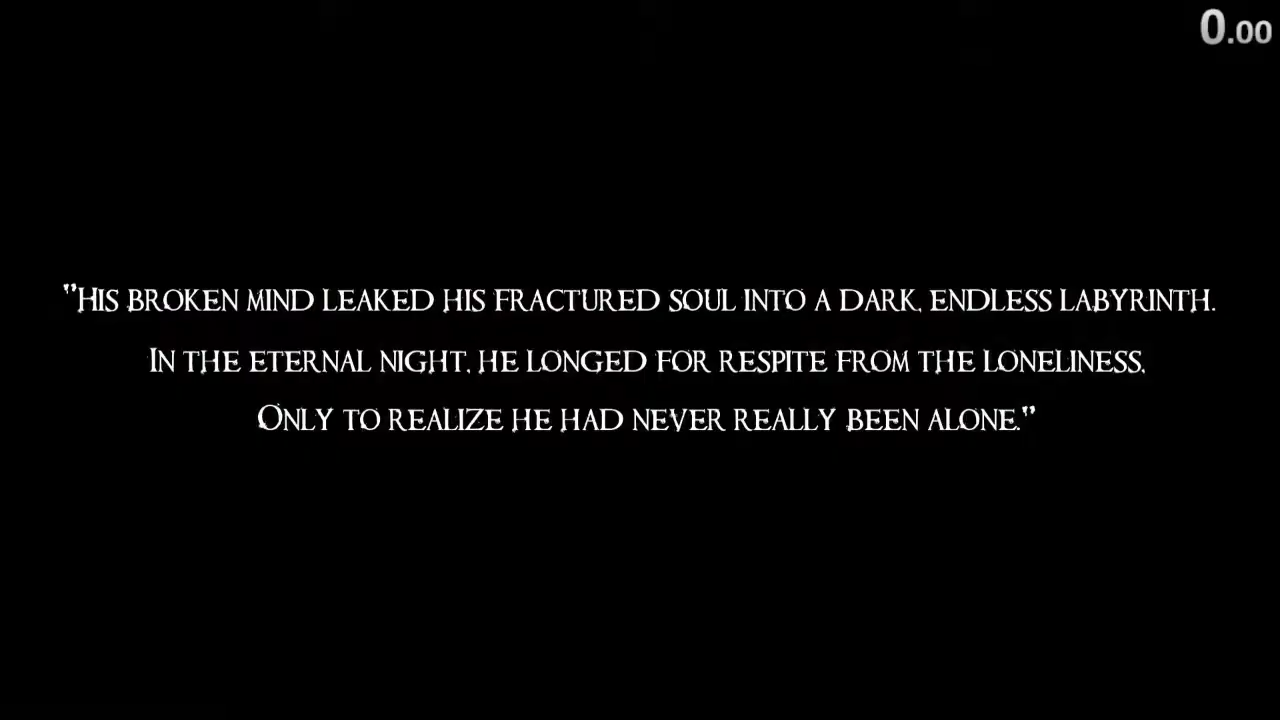 0.00
"His broken mind leaked his fractured soul into a dark, endless labyrinth.
In the eternal night, he longed for respite from the loneliness,
Only to realize he had never really been alone."